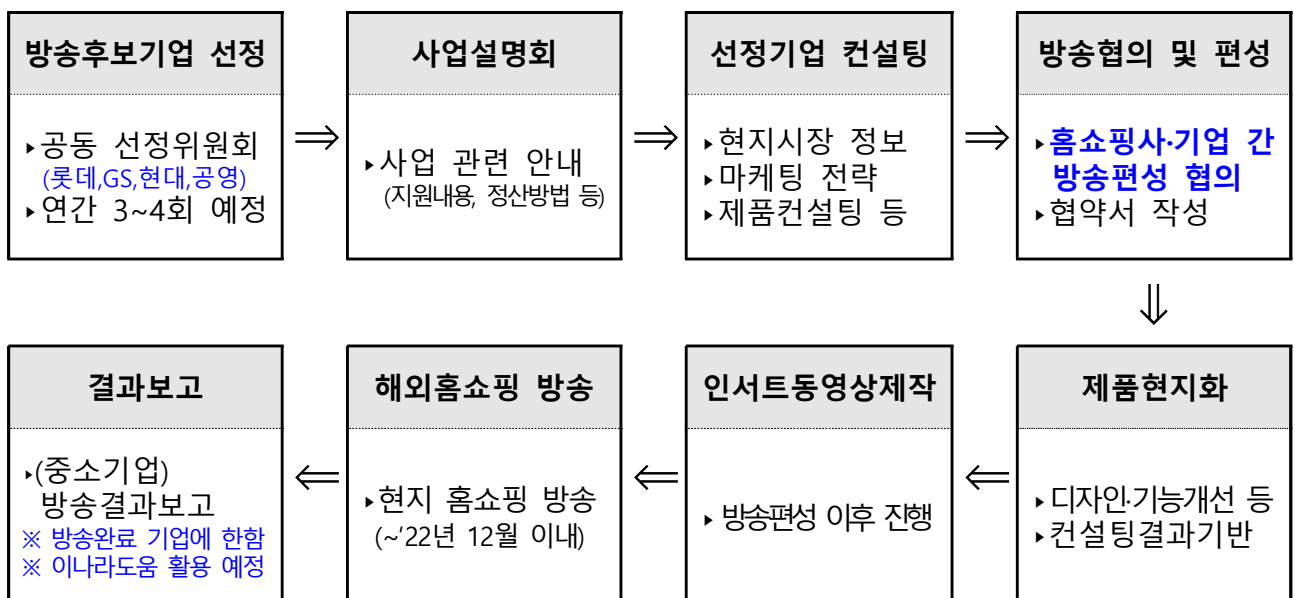 방송후보기업 선정
▸공동 선정위원회
(롯데,GS,현대,공영)
▸연간 3~4회 예정
⇒
사업설명회
▸사업 관련 안내
(지원내용, 정산방법 등)
⇒
선정기업 컨설팅
▸현지시장 정보
▸마케팅 전략
▸제품컨설팅 등
⇒
방송협의 및 편성
▸홈쇼핑사·기업 간
방송편성 협의
▸협약서 작성
⇓
제품현지화
▸디자인·기능개선 등
▸컨설팅결과기반
⇐
인서트동영상제작
▸방송편성 이후 진행
⇐
해외홈쇼핑 방송
▸현지 홈쇼핑 방송
(~'22년 12월 이내)
⇐
결과보고
▸(중소기업)
방송결과보고
※ 방송완료 기업에 한함
※ 이나라도움 활용 예정